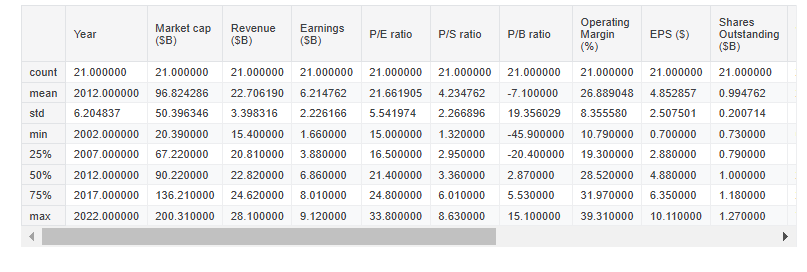 Year Market cap ($B) Revenue ($B) Earnings ($B) P/E ratio P/S ratio P/B ratio Operating Margin (%) EPS ($) Shares Outstanding ($B)
count 21.000000 21.000000 21.000000 21.000000 21.000000 21.000000 21.000000 21.000000 21.000000 21.000000
mean 2012.000000 96.824286 22.706190 6.214762 21.661905 4.234762 -7.100000 26.889048 4.852857 0.994762
std 6.204837 50.396346 3.398316 2.226166 5.541974 2.266896 19.356029 8.355580 2.507501 0.200714
min 2002.000000 20.390000 15.400000 1.660000 15.000000 1.320000 -45.900000 10.790000 0.700000 0.730000
25% 2007.000000 67.220000 20.810000 3.880000 16.500000 2.950000 -20.400000 19.300000 2.880000 0.790000
50% 2012.000000 90.220000 22.820000 6.860000 21.400000 3.360000 2.870000 28.520000 4.880000 1.000000
75% 2017.000000 136.210000 24.620000 8.010000 24.800000 6.010000 5.530000 31.970000 6.350000 1.180000
max 2022.000000 200.310000 28.100000 9.120000 33.800000 8.630000 15.100000 39.310000 10.110000 1.270000